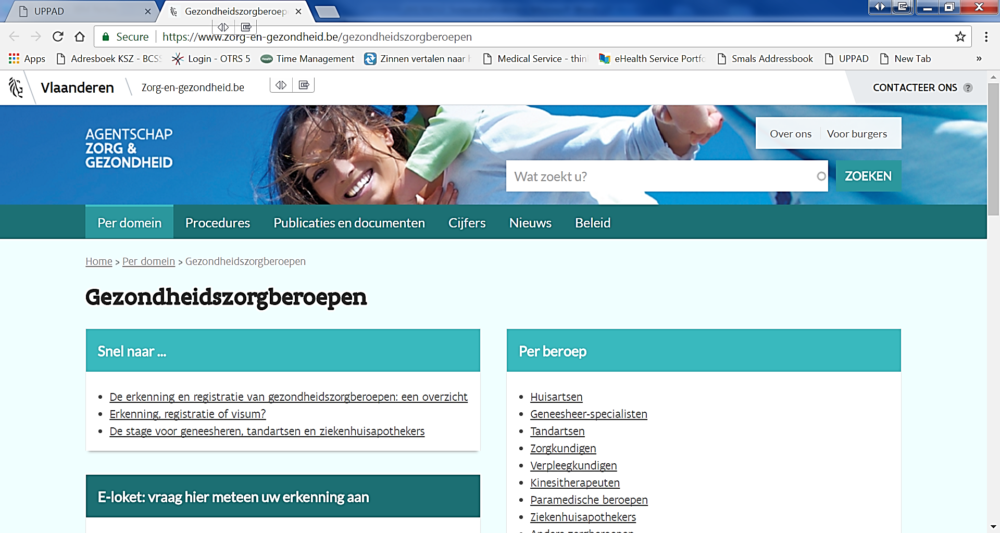 UPPAD
Gezondheidszorgberoep
Secure
https://www.zorg-en-gezondheid.be/gezondheidszorgberoepen
Apps
Adresboek KSZ - BCSS
Login - OTRS 5
Health
Time Management
Zinnen vertalen naar
Medical Service - thin
eHealth Service Portfo
Smals Addressbook
UPPAD
New Tab
»
Vlaanderen
Zorg-en-gezondheid.be
CONTACTEER ONS ?
AGENTSCHAP
ZORG &
GEZONDHEID
Over ons
Voor burgers
Wat zoekt u?
ZOEKEN
Per domein
Procedures
Publicaties en documenten
Cijfers
Nieuws
Beleid
Home > Per domein > Gezondheidszorgberoepen
Gezondheidszorgberoepen
Snel naar ...
De erkenning en registratie van gezondheidszorgberoepen: een overzicht
Erkenning, registratie of visum?
De stage voor geneesheren, tandartsen en ziekenhuisapothekers
E-loket: vraag hier meteen uw erkenning aan
Per beroep
Huisartsen
Geneesheer-specialisten
Tandartsen
Zorgkundigen
Verpleegkundigen
Kinesitherapeuten
Paramedische beroepen
Ziekenhuisapothekers
Andere zorgberoepen